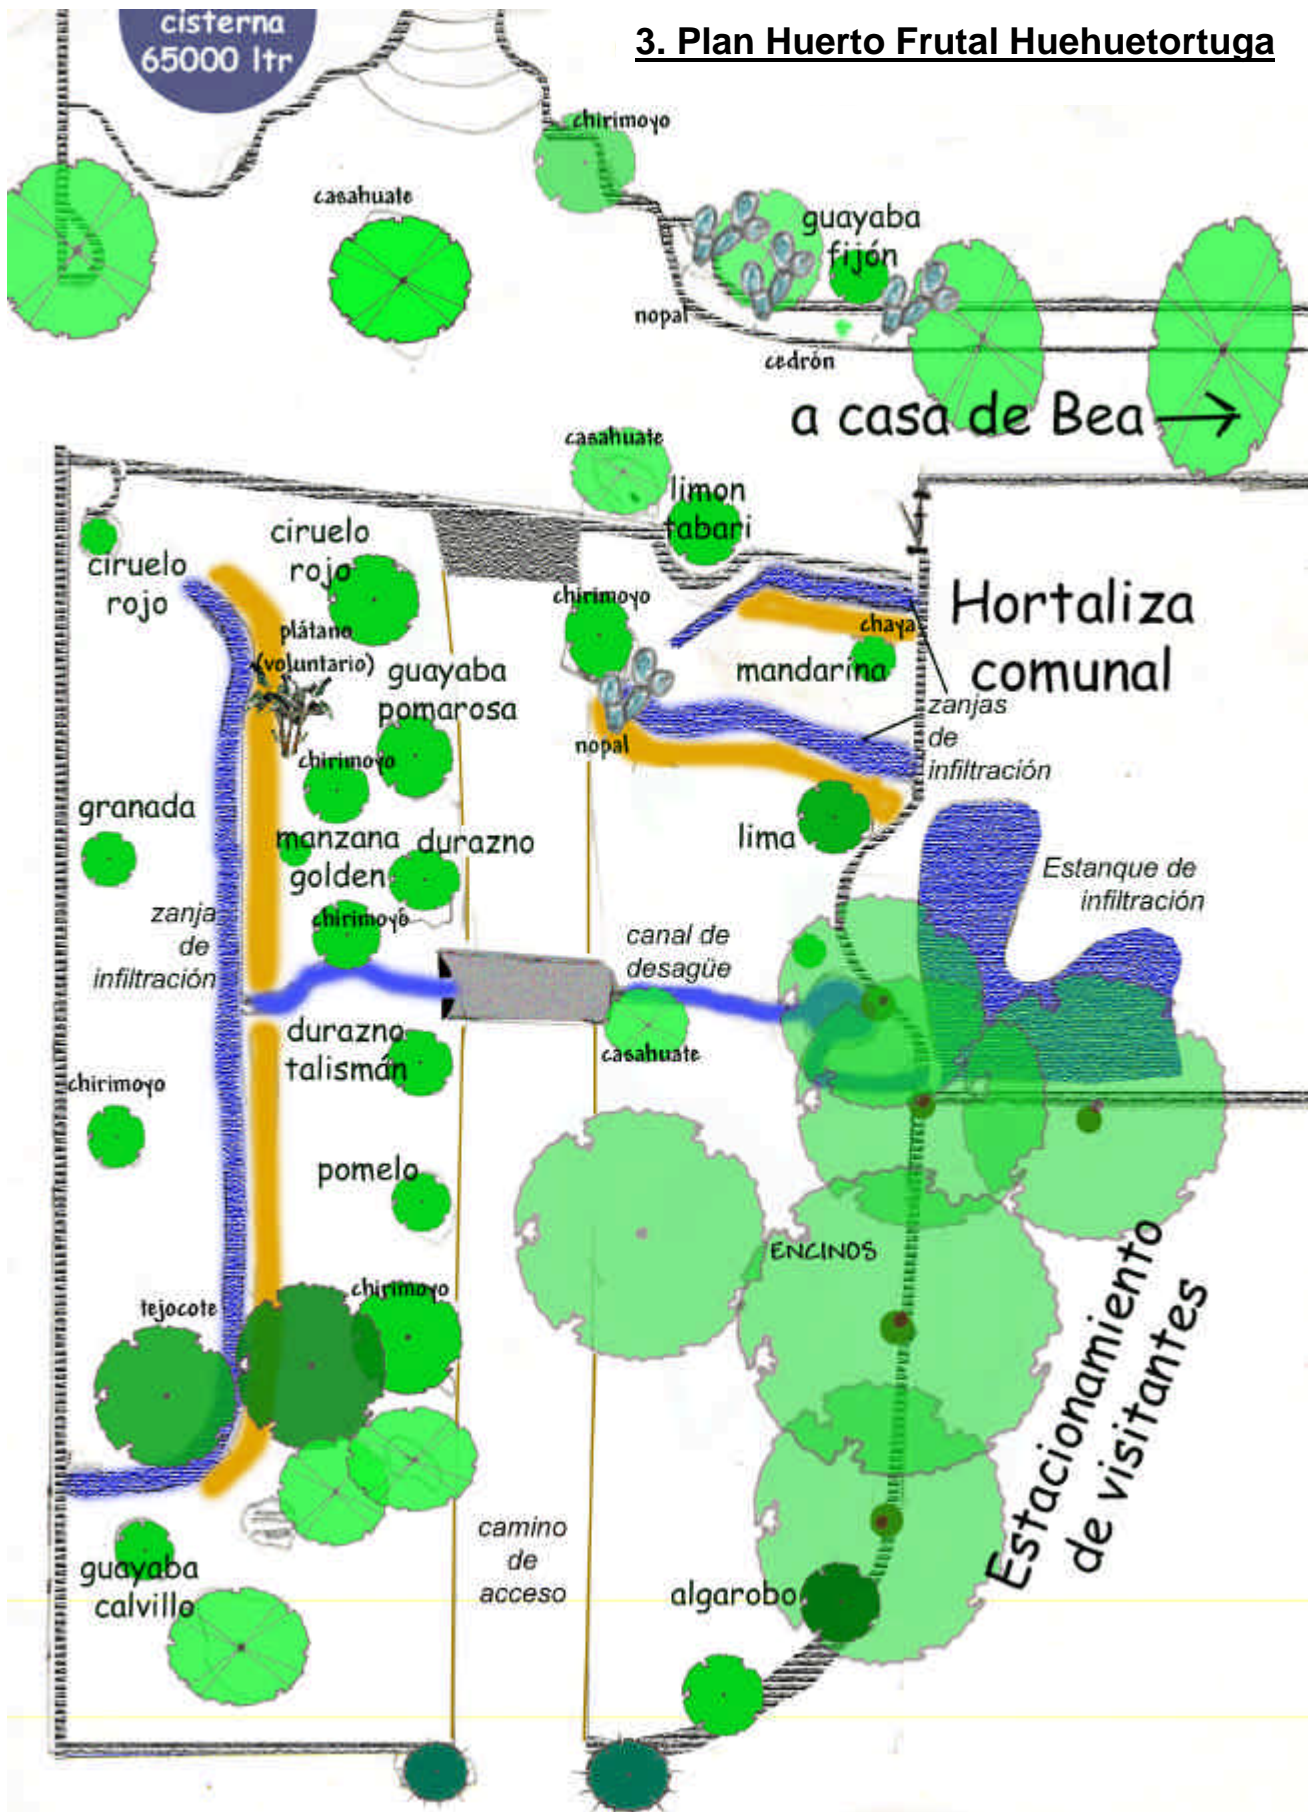 cisterna
65000 ltr
3. Plan Huerto Frutal Huehuetortuga
chirimoyo
casahuate
guayaba
fijón
nopal
cedrón
a casa de Bea
casahuate
limon
tabari
ciruelo
rojo
ciruelo
rojo
chirimoyo
plátano
(voluntario)
chaya
Hortaliza
comunal
guayaba
pomarosa
mandarina
zanjas
de
infiltración
nopal
chirimoyo
granada
manzana
golden
durazno
lima
Estanque de
infiltración
chirimoyo
zanja
de
infiltración
canal de
desagüe
durazno
talismán
casahuate
chirimoyo
pomelo
ENCINOS
tejocote
chirimoyo
Estacionamiento
de visitantes
camino
de
acceso
guayaba
calvillo
algarobo